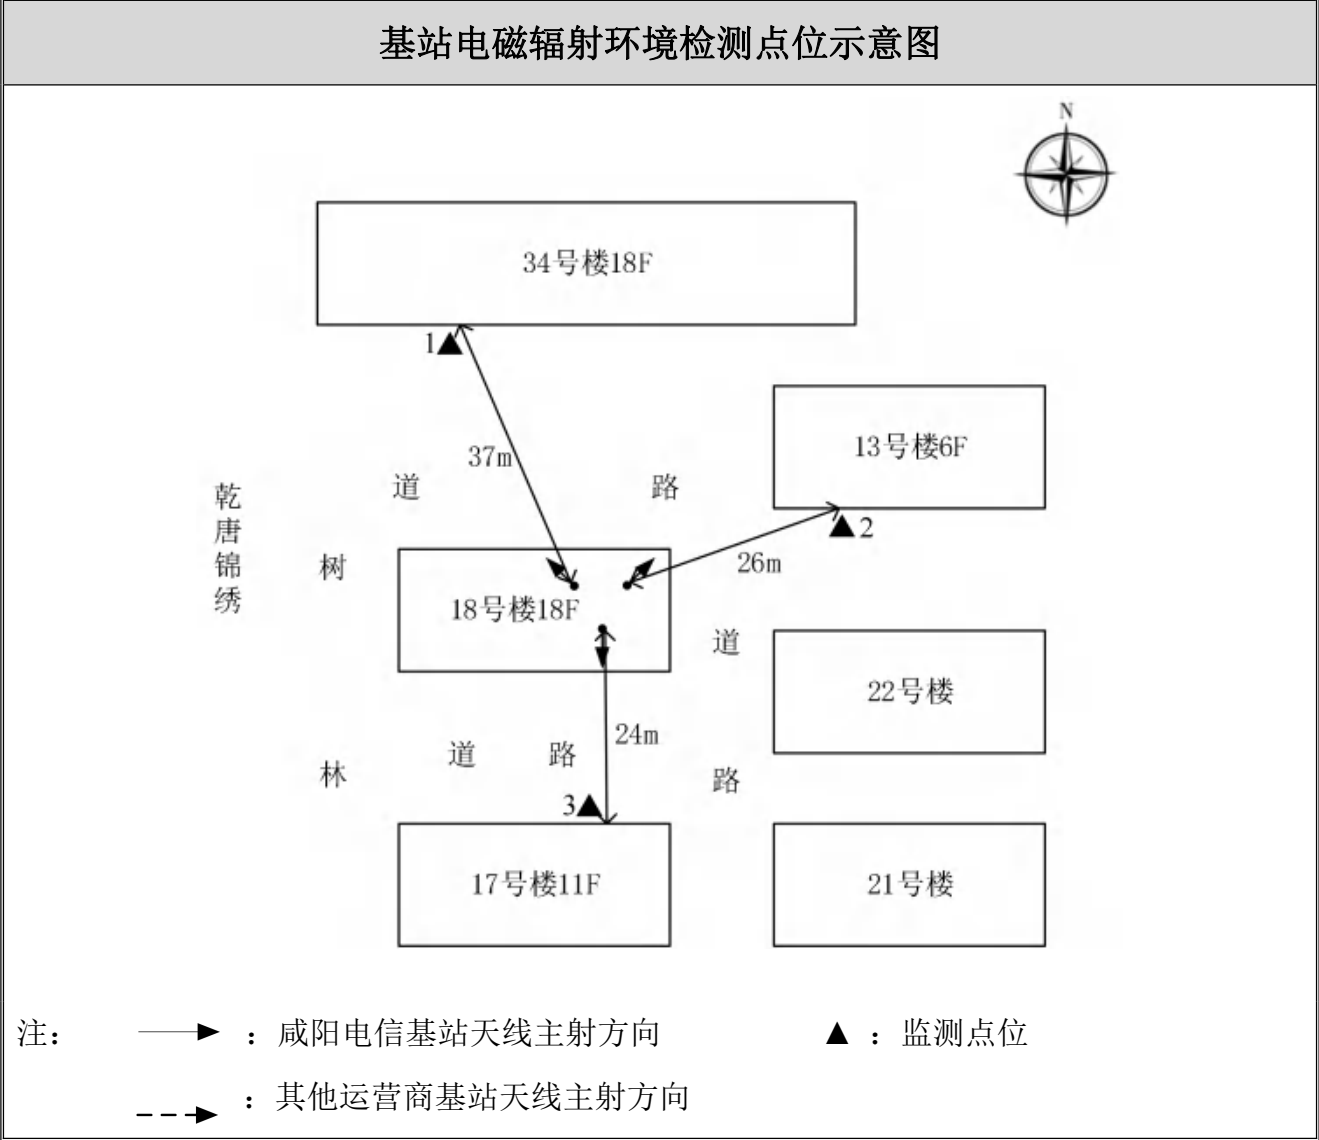 基站电磁辐射环境检测点位示意图
N
34号楼18F
1
13号楼6F
37m
道 路
乾唐锦绣
2
26m
树
18号楼18F
道
22号楼
24m
道 路
林
路
3
17号楼11F
21号楼
注： ：咸阳电信基站天线主射方向 ▲ ：监测点位
：其他运营商基站天线主射方向